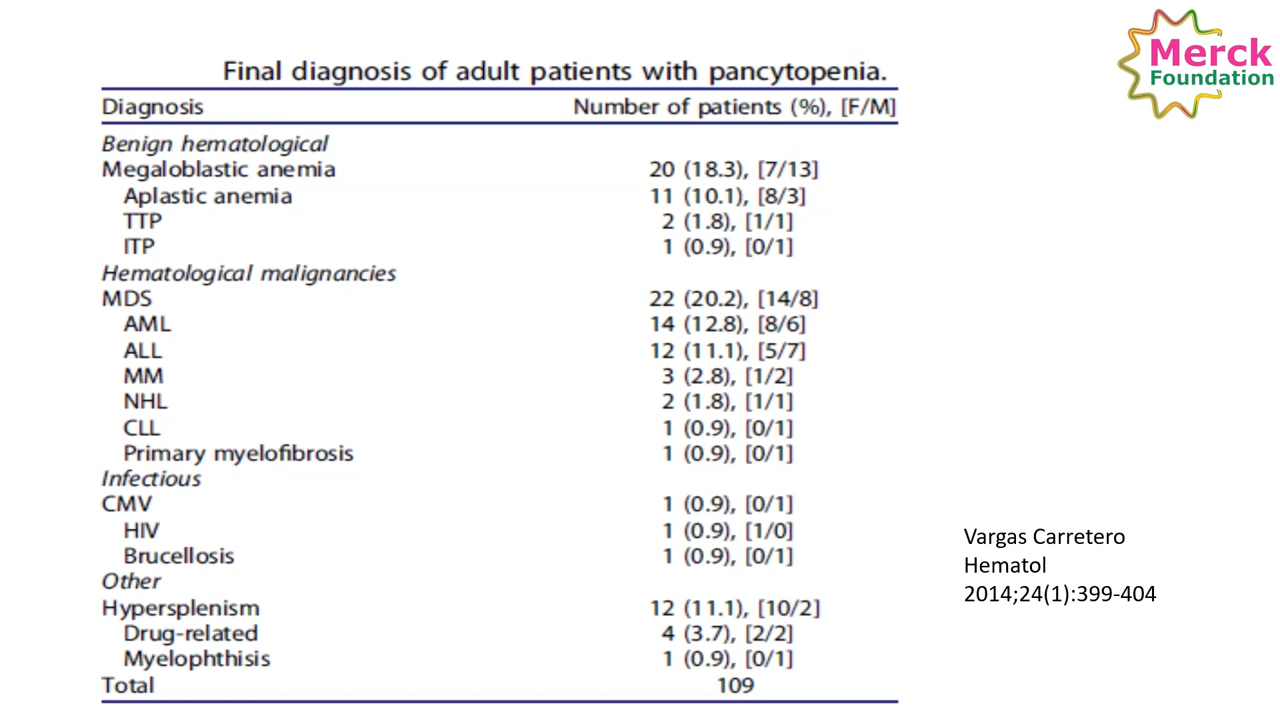 Merck
Foundation
Final diagnosis of adult patients with pancytopenia.
Diagnosis Number of patients (%), [F/M]
Benign hematological
Megaloblastic anemia 20 (18.3), [7/13]
Aplastic anemia 11 (10.1), [8/3]
TTP 2 (1.8), [1/1]
ITP 1 (0.9), [0/1]
Hematological malignancies
MDS 22 (20.2), [14/8]
AML 14 (12.8), [8/6]
ALL 12 (11.1), [5/7]
MM 3 (2.8), [1/2]
NHL 2 (1.8), [1/1]
CLL 1 (0.9), [0/1]
Primary myelofibrosis 1 (0.9), [0/1]
Infectious
CMV 1 (0.9), [0/1]
HIV 1 (0.9), [1/0]
Brucellosis 1 (0.9), [0/1]
Other
Hypersplenism 12 (11.1), [10/2]
Drug-related 4 (3.7), [2/2]
Myelophthisis 1 (0.9), [0/1]
Total 109
Vargas Carretero
Hematol
2014;24(1):399-404